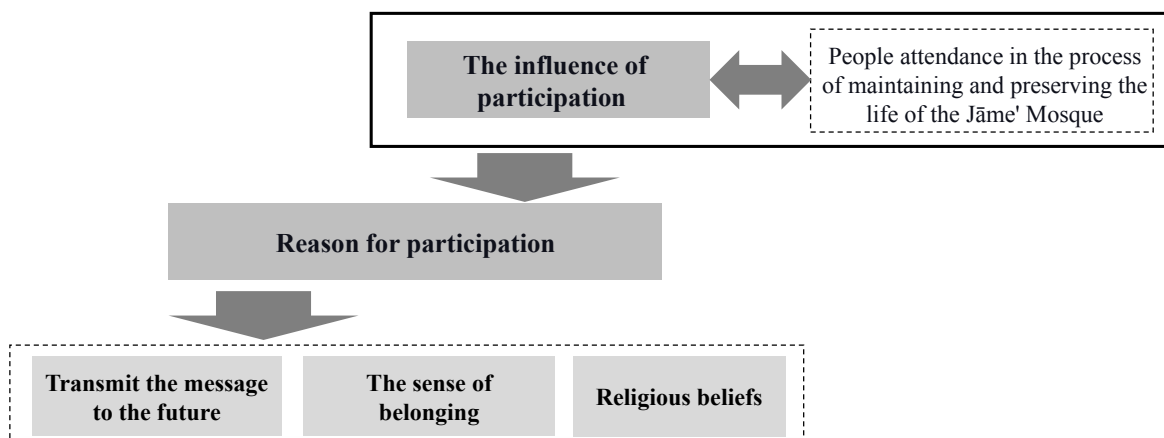 The influence of
participation
People attendance in the process
of maintaining and preserving the
life of the Jāme' Mosque
Reason for participation
Transmit the message
to the future
The sense of
belonging
Religious beliefs